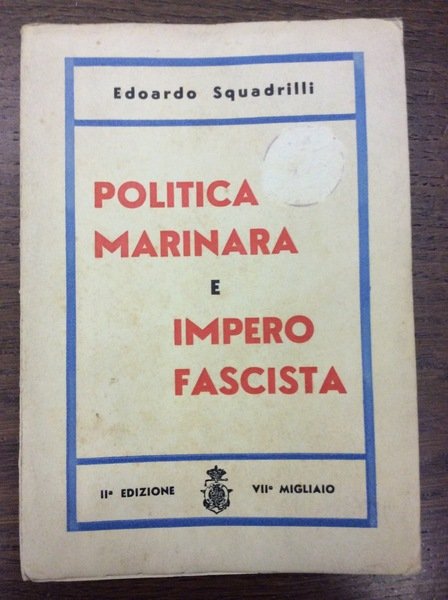 Edoardo Squadrilli
POLITICA
MARINARA
E
IMPERO
FASCISTA
IIª EDIZIONE VIIº MIGLIAIO